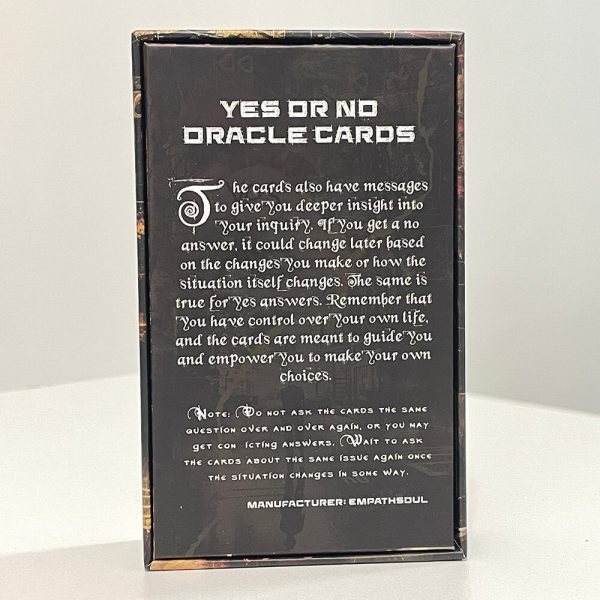 YES OR NO
ORACLE CARDS
The cards also have messages
to give you deeper insight into
your inquiry. If you get a no
answer, it could change later based
on the changes you make or how the
situation itself changes. The same is
true for yes answers. Remember that
you have control over your own life,
and the cards are meant to guide you
and empower you to make your own
choices.
Note: Do not ask the cards the same
question over and over again, or you may
get con icting answers. Wait to ask
the cards about the same issue again once
the situation changes in some way.
MANUFACTURER: EMPATHSOUL